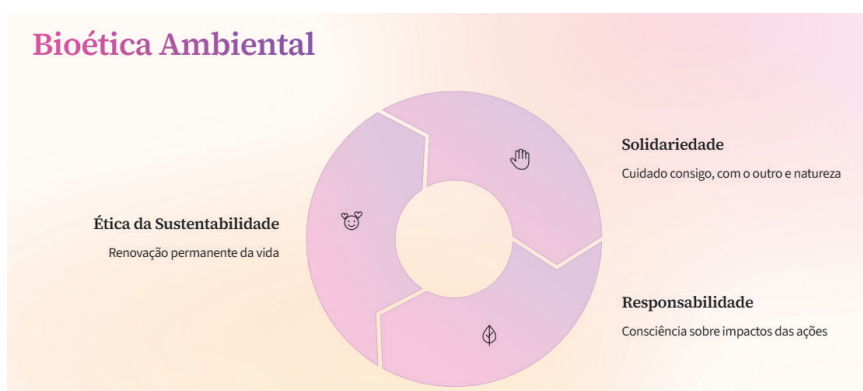 Bioética Ambiental
Solidariedade
Cuidado consigo, com o outro e natureza
Ética da Sustentabilidade
Renovação permanente da vida
Responsabilidade
Consciência sobre impactos das ações